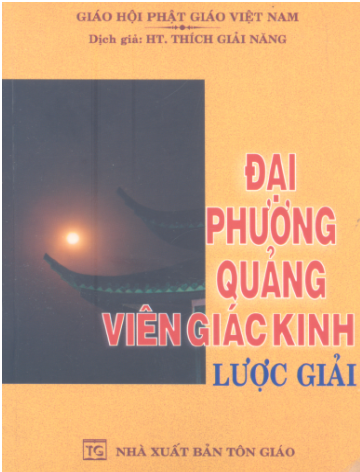 GIÁO HỘI PHẬT GIÁO VIỆT NAM
Dịch giả: HT. THÍCH GIẢI NĂNG
ĐẠI
PHƯƠNG
QUẢNG
VIÊN GIÁC KINH
LƯỢC GIẢI
TG NHÀ XUẤT BẢN TÔN GIÁO